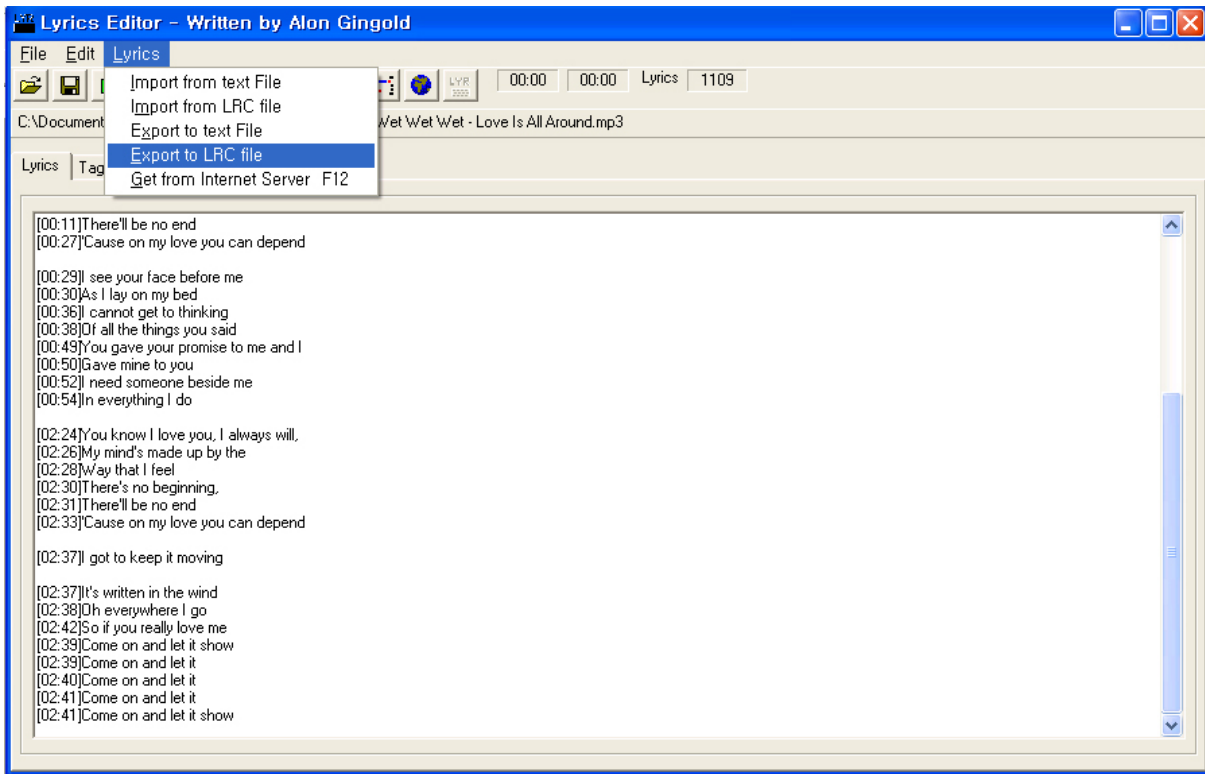 Lyrics Editor - Written by Alon Gingold
File Edit Lyrics
Import from text File
Import from LRC file
Export to text File
Export to LRC file
Get from Internet Server F12
LYR
00:00 00:00 Lyrics 1109
C:\Document Wet Wet Wet - Love Is All Around.mp3
Lyrics Tag
[00:11]There'll be no end
[00:27]'Cause on my love you can depend
[00:29]I see your face before me
[00:30]As I lay on my bed
[00:36]I cannot get to thinking
[00:38]Of all the things you said
[00:49]You gave your promise to me and I
[00:50]Gave mine to you
[00:52]I need someone beside me
[00:54]In everything I do
[02:24]You know I love you, I always will,
[02:26]My mind's made up by the
[02:28]Way that I feel
[02:30]There's no beginning,
[02:31]There'll be no end
[02:33]'Cause on my love you can depend
[02:37]I got to keep it moving
[02:37]It's written in the wind
[02:38]Oh everywhere I go
[02:42]So if you really love me
[02:39]Come on and let it show
[02:39]Come on and let it
[02:40]Come on and let it
[02:41]Come on and let it
[02:41]Come on and let it show